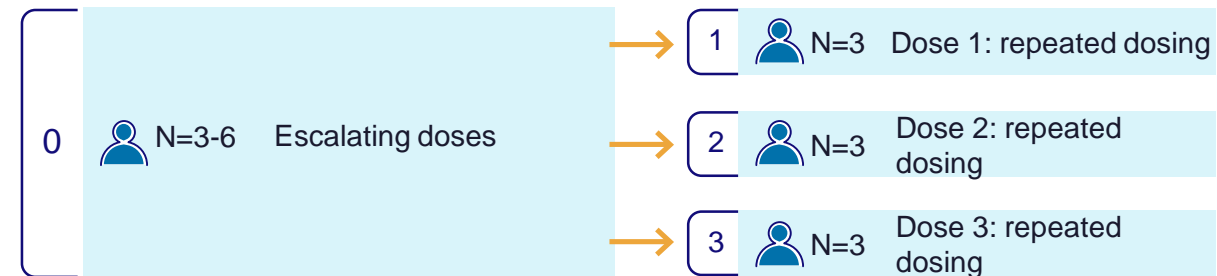 0
N=3-6 Escalating doses
1
N=3 Dose 1: repeated dosing
2
N=3 Dose 2: repeated
dosing
3
N=3 Dose 3: repeated
dosing